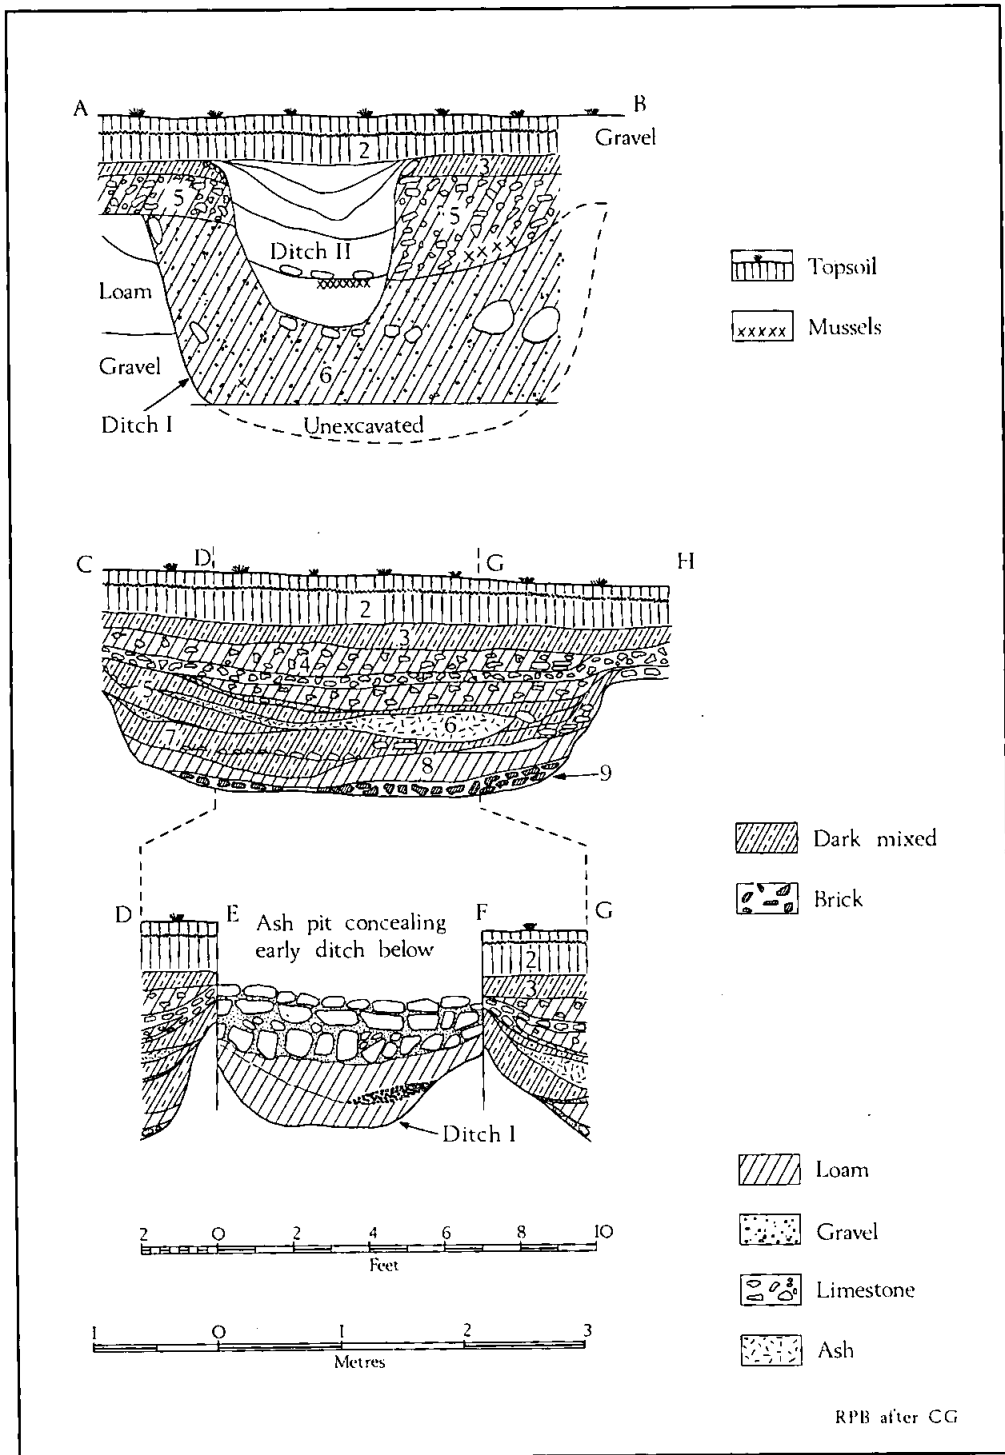 A B
Gravel
2
3
5 5
Ditch II
Loam
Gravel
6
Ditch I
Unexcavated
Topsoil
xxxxx Mussels
C D G H
2
3
4
5
6
7
8
9
Dark mixed
Brick
D E F G
Ash pit concealing
early ditch below
2
3
Ditch I
Loam
Gravel
Limestone
Ash
2 0 2 4 6 8 10
Feet
1 0 1 2 3
Metres
RPB after CG